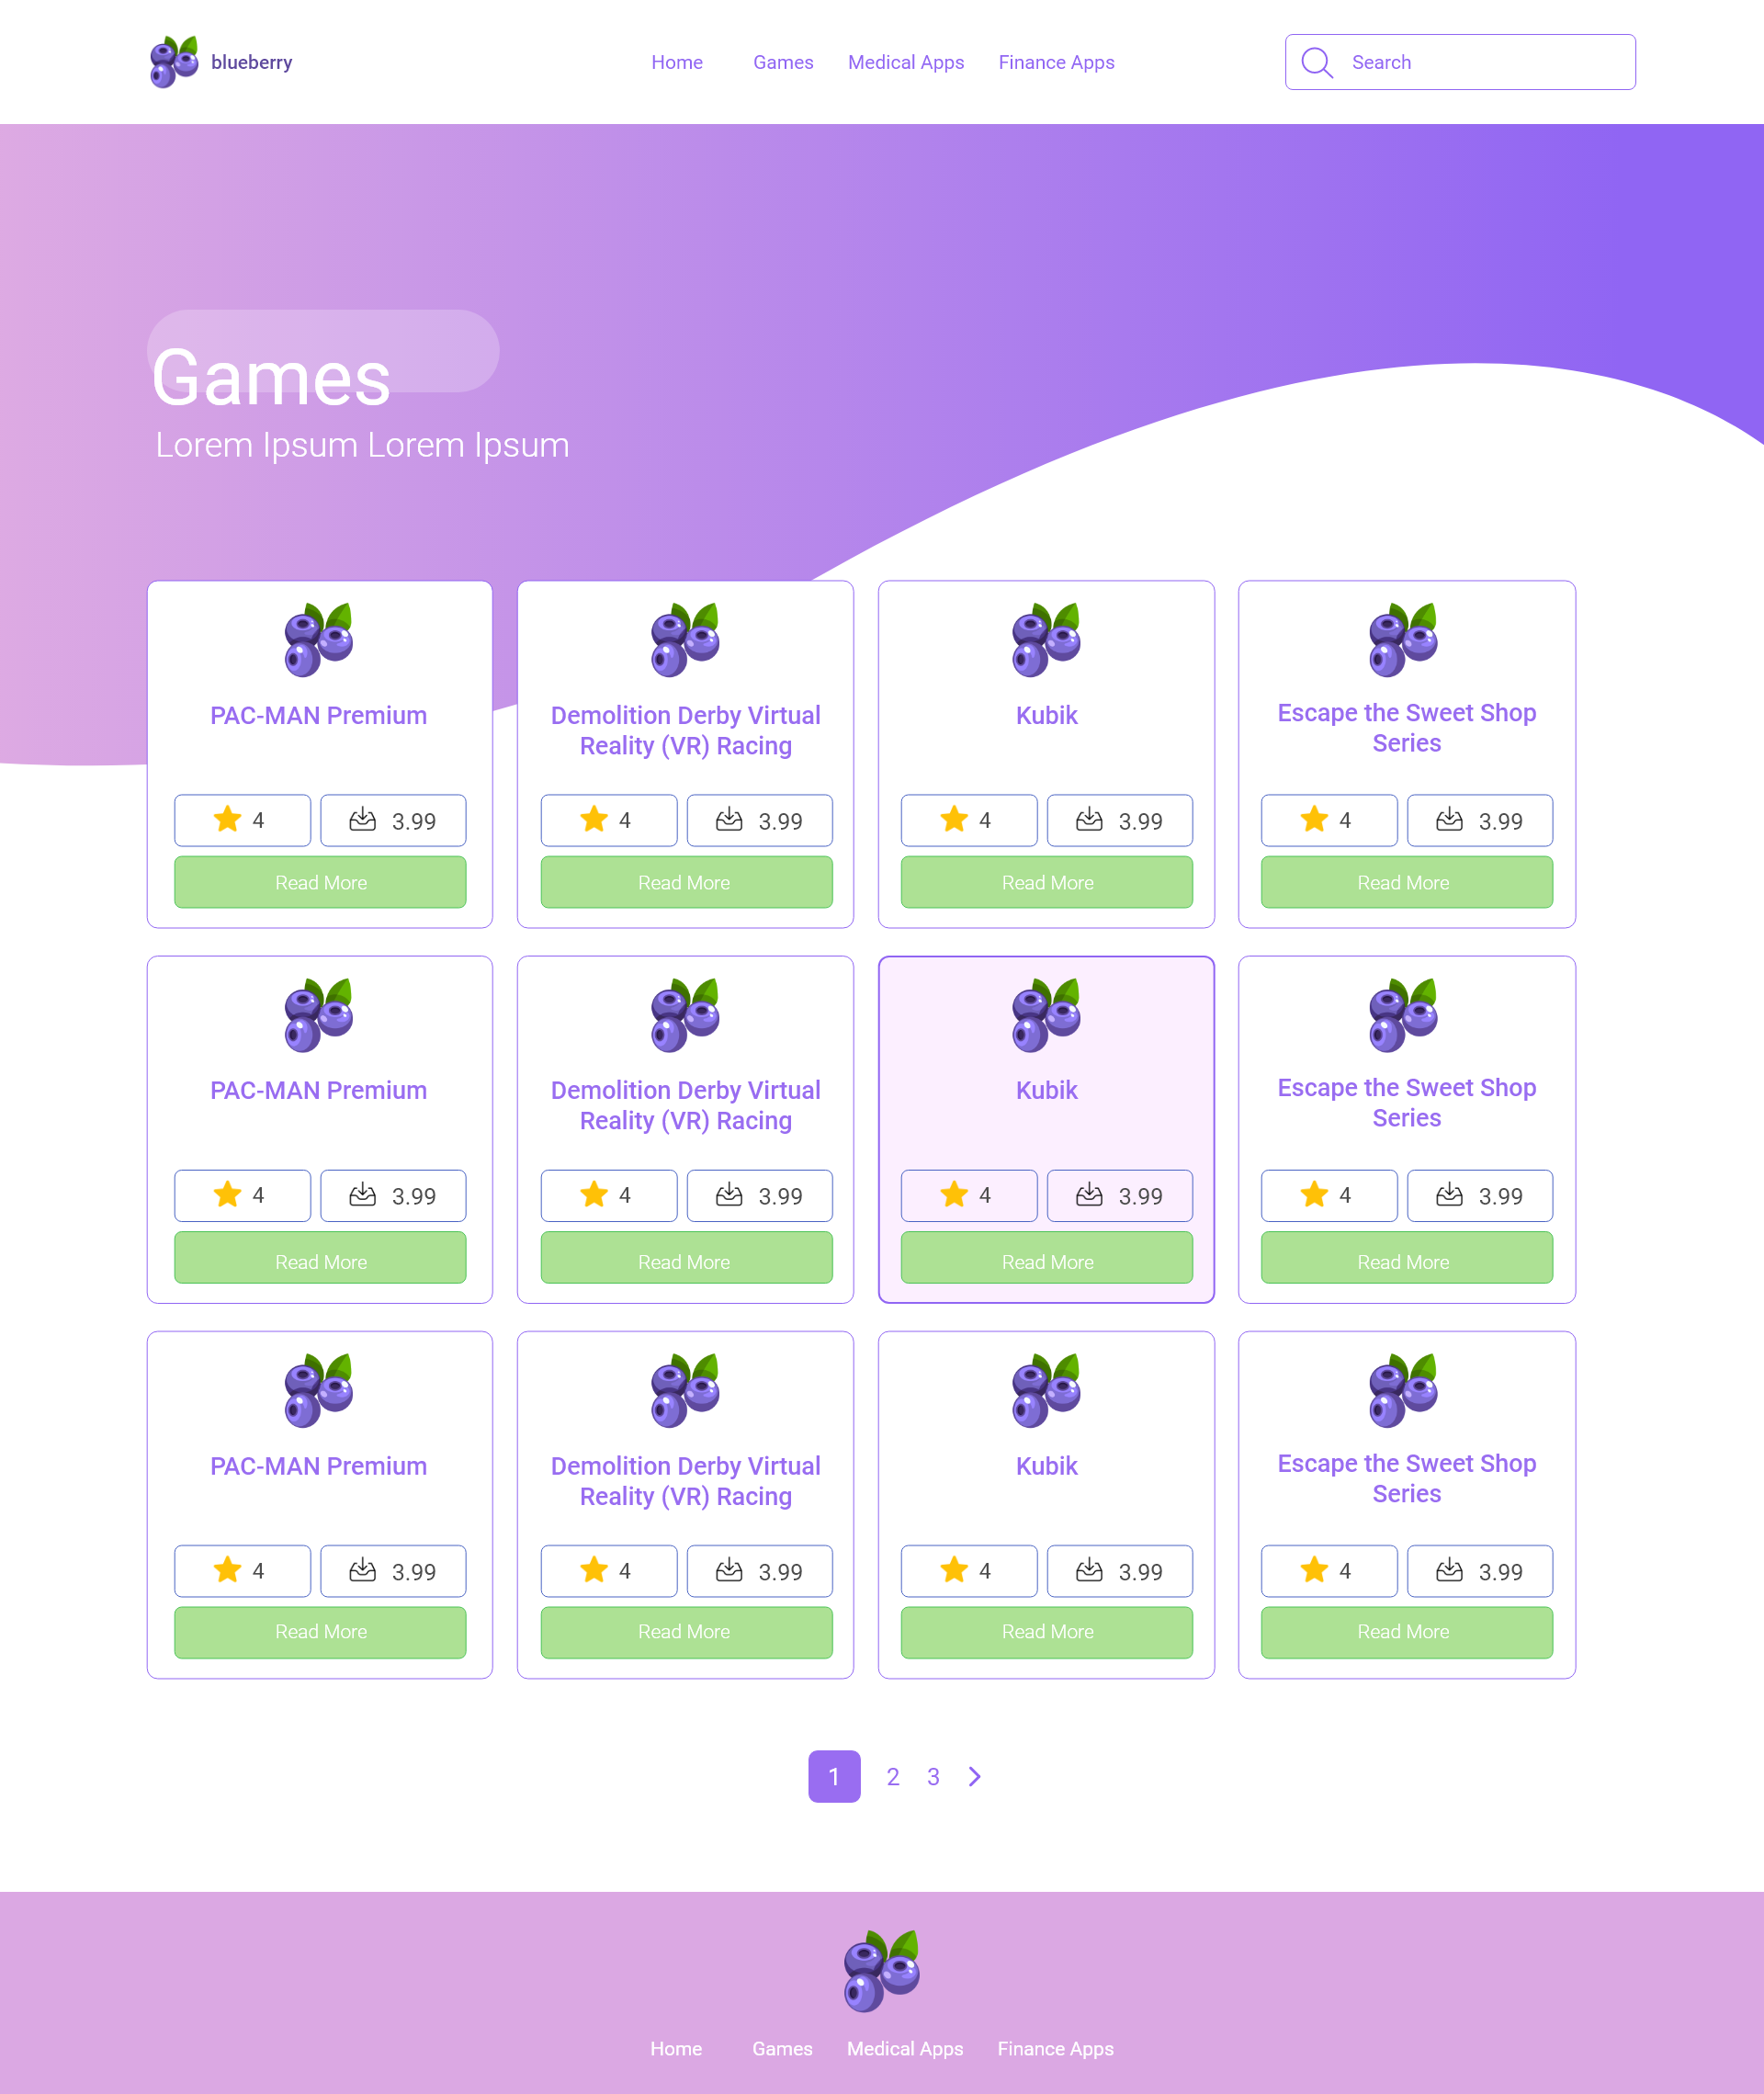 blueberry
Home Games Medical Apps Finance Apps
Search
Games
Lorem Ipsum Lorem Ipsum
PAC-MAN Premium
4 3.99
Read More
Demolition Derby Virtual
Reality (VR) Racing
4 3.99
Read More
Kubik
4 3.99
Read More
Escape the Sweet Shop
Series
4 3.99
Read More
PAC-MAN Premium
4 3.99
Read More
Demolition Derby Virtual
Reality (VR) Racing
4 3.99
Read More
Kubik
4 3.99
Read More
Escape the Sweet Shop
Series
4 3.99
Read More
PAC-MAN Premium
4 3.99
Read More
Demolition Derby Virtual
Reality (VR) Racing
4 3.99
Read More
Kubik
4 3.99
Read More
Escape the Sweet Shop
Series
4 3.99
Read More
1 2 3
Home Games Medical Apps Finance Apps